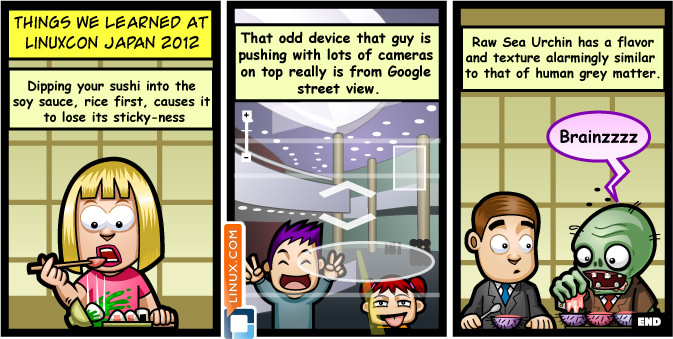 THINGS WE LEARNED AT
LINUXCON JAPAN 2012
Dipping your sushi into the
soy sauce, rice first, causes it
to lose its sticky-ness
That odd device that guy is
pushing with lots of cameras
on top really is from Google
street view.
LINUX.COM
Raw Sea Urchin has a flavor
and texture alarmingly similar
to that of human grey matter.
Brainzzzz
END